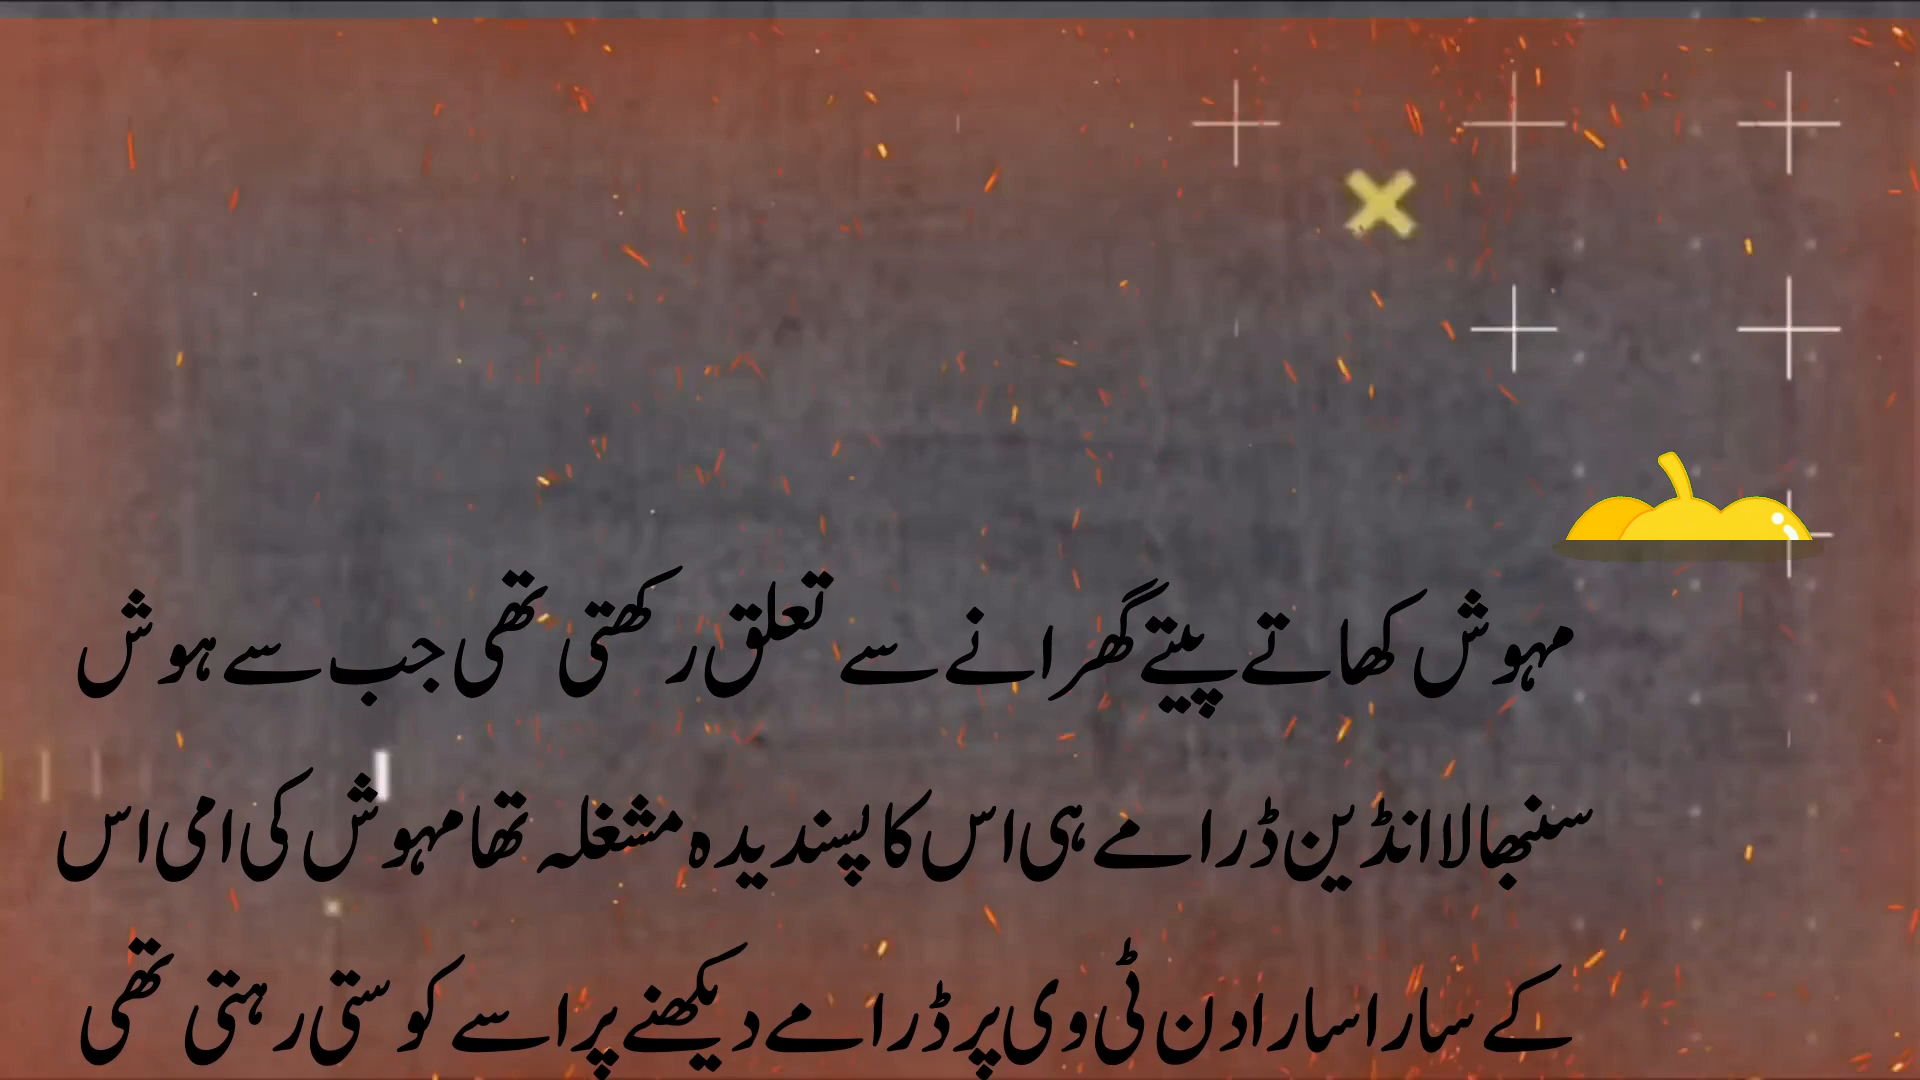 مہوش کھاتے پیتے گھرانے سے تعلق رکھتی تھی جب سے ہوش
سنبھالا انڈین ڈرامے ہی اس کا پسندیدہ مشغلہ تھا مہوش کی امی اس
کے سارا سارا دن ٹی وی پر ڈرامے دیکھنے پر اسے کوستی رہتی تھی